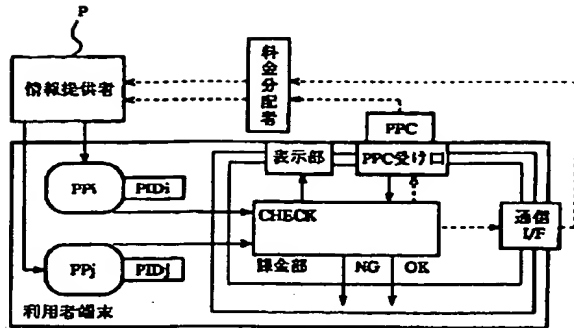 P
情報提供者
料金分配者
PPC
表示部
PPC受け口
PPi
PIDi
CHECK
通信
I/F
PPj
PIDj
課金部
NG
OK
利用者端末